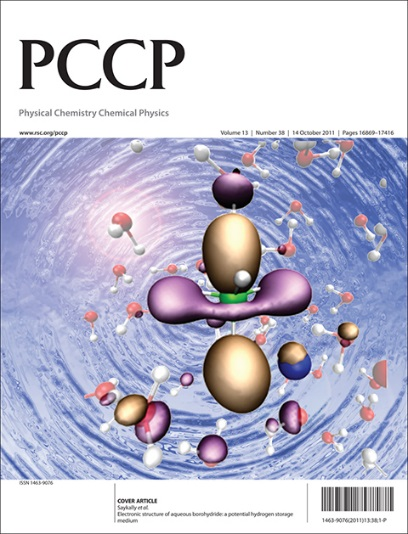 PCCP
Physical Chemistry Chemical Physics
www.rsc.org/pccp
Volume 13 | Number 38 | 14 October 2011 | Pages 16869–17416
ISSN 1463-9076
COVER ARTICLE
Saykally et al.
Electronic structure of aqueous borohydride: a potential hydrogen storage
medium
1463-9076(2011)13:38;1-P